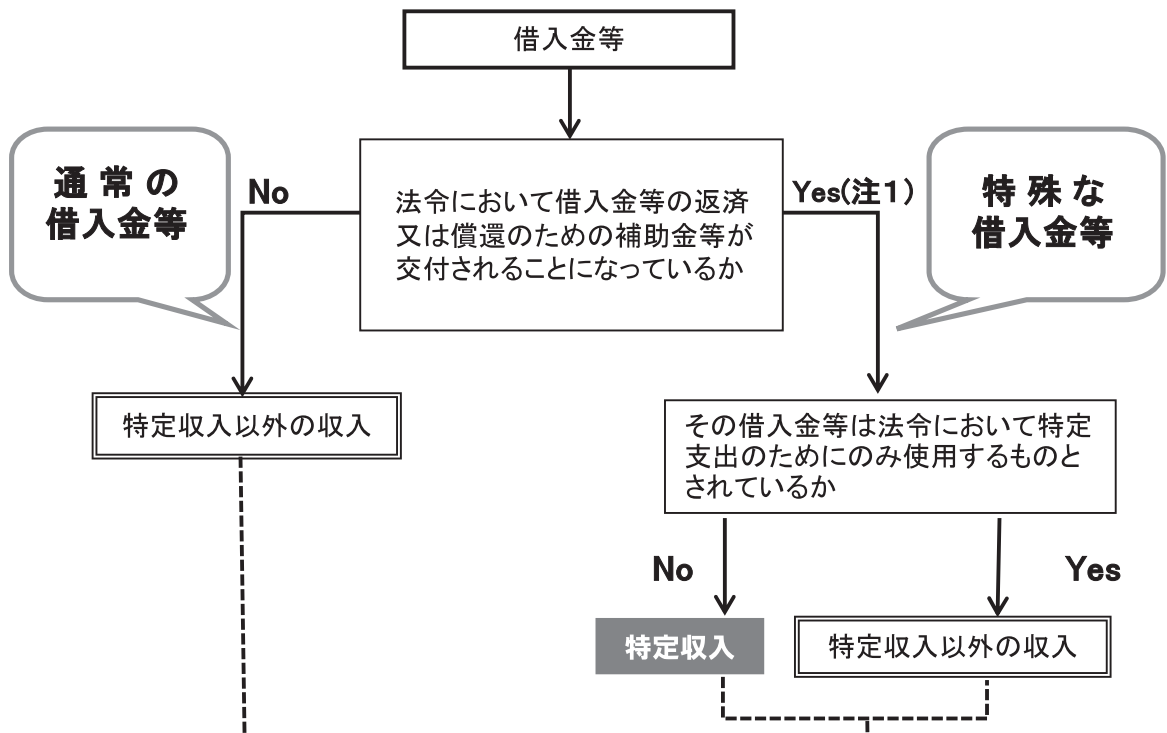 借入金等
通常の
借入金等
No
法令において借入金等の返済
又は償還のための補助金等が
交付されることになっているか
Yes(注1)
特殊な
借入金等
特定収入以外の収入
その借入金等は法令において特定
支出のためにのみ使用するものと
されているか
No
Yes
特定収入
特定収入以外の収入